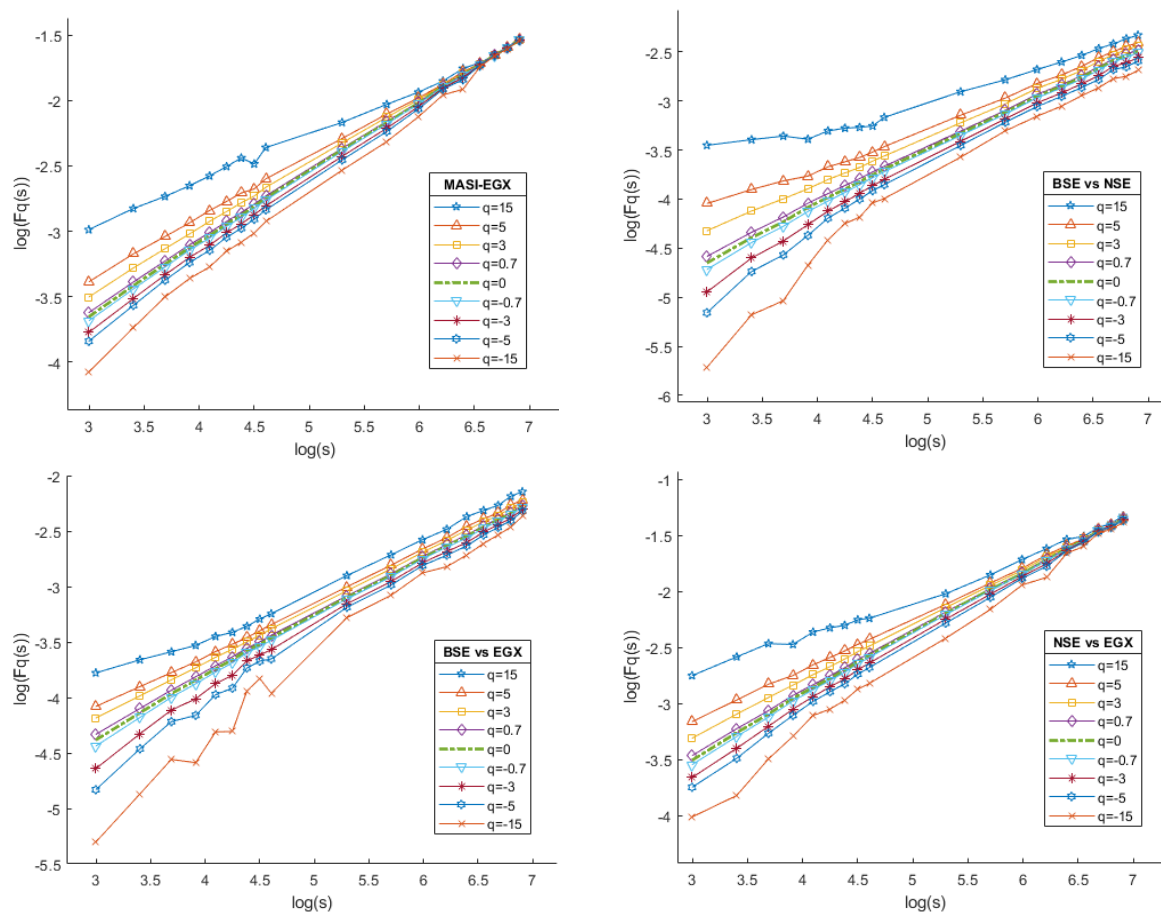 -1.5
-2
-2.5
-3
-3.5
-4
log(Fq(s))
3 3.5 4 4.5 5 5.5 6 6.5 7
log(s)
MASI-EGX
q=15
q=5
q=3
q=0.7
q=0
q=-0.7
q=-3
q=-5
q=-15
-2.5
-3
-3.5
-4
-4.5
-5
-5.5
-6
log(Fq(s))
3 3.5 4 4.5 5 5.5 6 6.5 7
log(s)
BSE vs NSE
q=15
q=5
q=3
q=0.7
q=0
q=-0.7
q=-3
q=-5
q=-15
-2
-2.5
-3
-3.5
-4
-4.5
-5
-5.5
log(Fq(s))
3 3.5 4 4.5 5 5.5 6 6.5 7
log(s)
BSE vs EGX
q=15
q=5
q=3
q=0.7
q=0
q=-0.7
q=-3
q=-5
q=-15
-1
-1.5
-2
-2.5
-3
-3.5
-4
log(Fq(s))
3 3.5 4 4.5 5 5.5 6 6.5 7
log(s)
NSE vs EGX
q=15
q=5
q=3
q=0.7
q=0
q=-0.7
q=-3
q=-5
q=-15